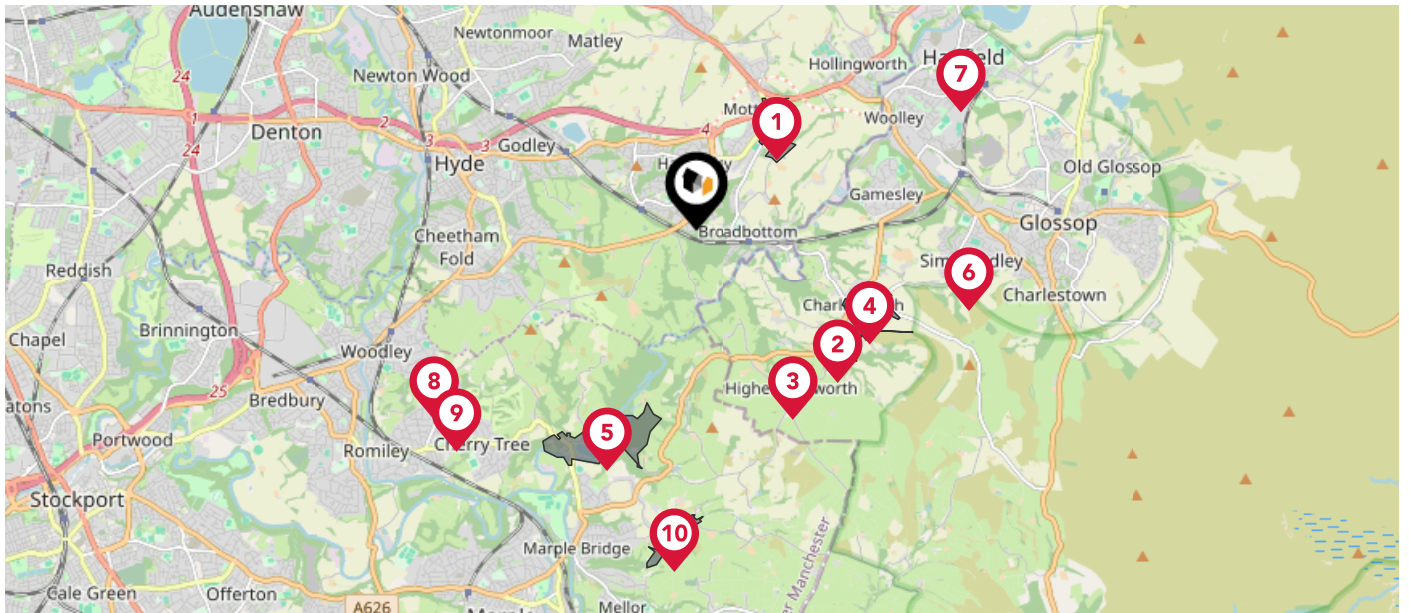 Audenshaw
Newtonmoor
Matley
Hollingworth
7
24
Newton Wood
Woolley
1
1
Denton
2
3
3
4
Godley
24
Hyde
Old Glossop
Gamesley
Glossop
Broadbottom
Cheetham
Fold
Reddish
6
Charlestown
4
Brinnington
Chapel
Woodley
2
25
8
3
Bredbury
9
5
Portwood
Romiley
Cherry Tree
Stockport
10
Marple Bridge
Cale Green
Offerton
A626
Mellor